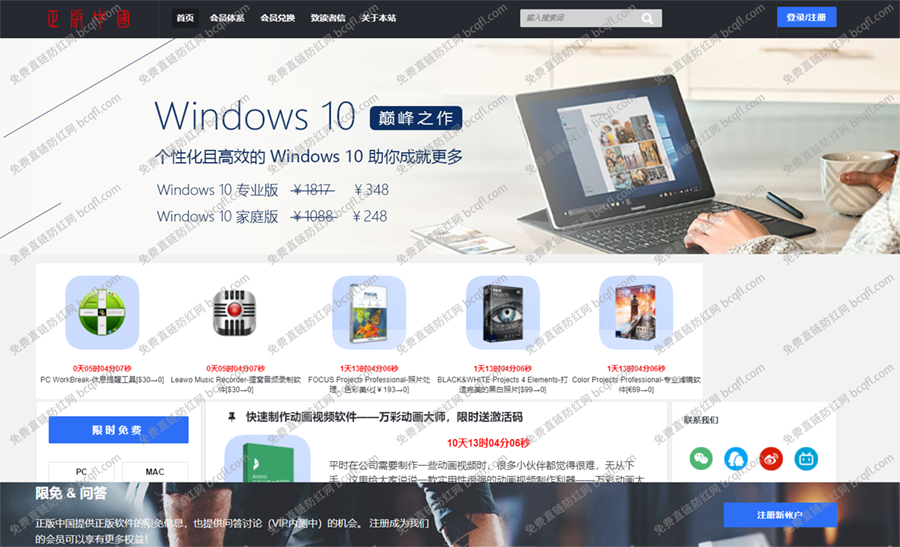 正版中国
首页 会员体系 会员兑换 致读者信 关于本站
输入搜索词
登录/注册
Windows 10 巅峰之作
个性化且高效的 Windows 10 助你成就更多
Windows 10 专业版 ¥1817 ¥348
Windows 10 家庭版 ¥1088 ¥248
0天05时04分07秒
PC WorkBreak-休息提醒工具[$30→0]
0天05时04分07秒
Leawo Music Recorder-狸窝音频录制软件[$30→0]
1天13时04分06秒
FOCUS Projects Professional-照片处理、色彩美化[¥193→0]
1天13时04分06秒
BLACK&WHITE Projects 4 Elements-打造完美的黑白照片[$99→0]
1天13时04分06秒
Color Projects Professional-专业滤镜软件[€69→0]
限时免费
PC MAC
快速制作动画视频软件——万彩动画大师，限时送激活码
10天13时04分06秒
平时在公司需要制作一些动画视频时，很多小伙伴都觉得很难，无从下
手。这里给大家说说一款实用性很强的动画视频制作利器——万彩动画大
联系我们
限免 & 问答
正版中国提供正版软件的限免信息，也提供问答讨论（VIP内测中）的机会。 注册成为我们
的会员可以享有更多权益！
注册新帐户
免费直链防红网 bcqfl.com